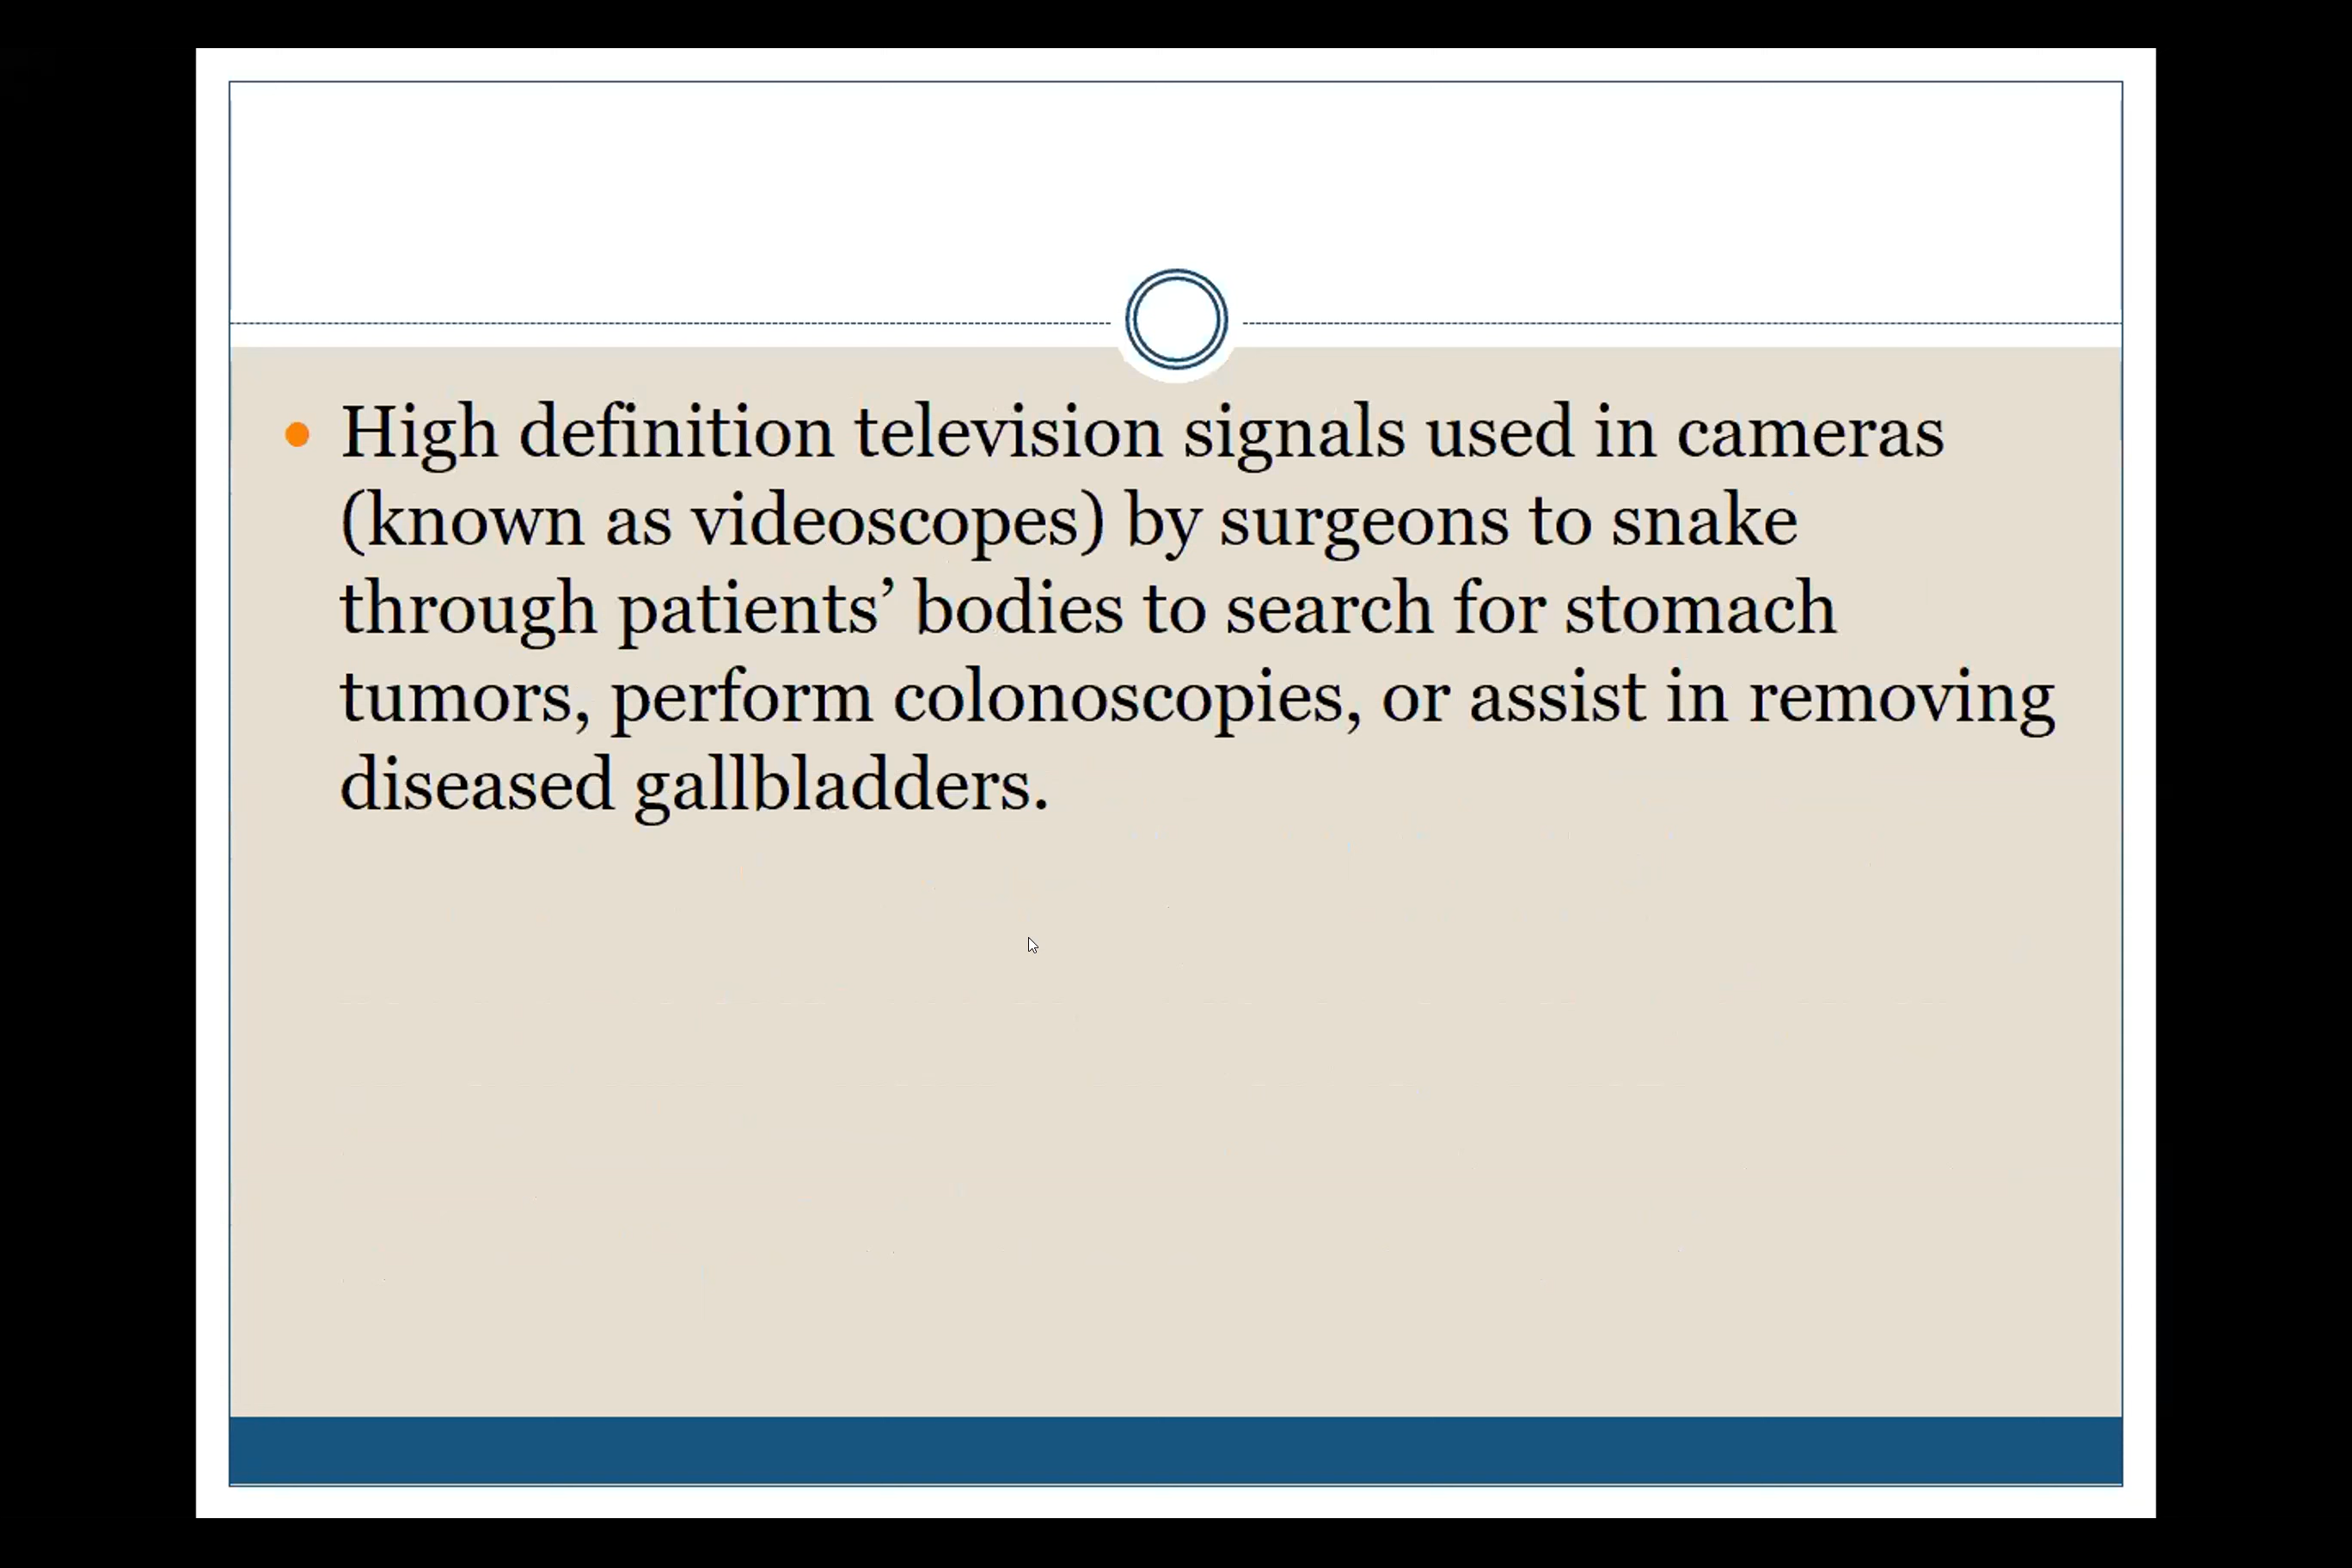 • High definition television signals used in cameras
(known as videoscopes) by surgeons to snake
through patients’ bodies to search for stomach
tumors, perform colonoscopies, or assist in removing
diseased gallbladders.